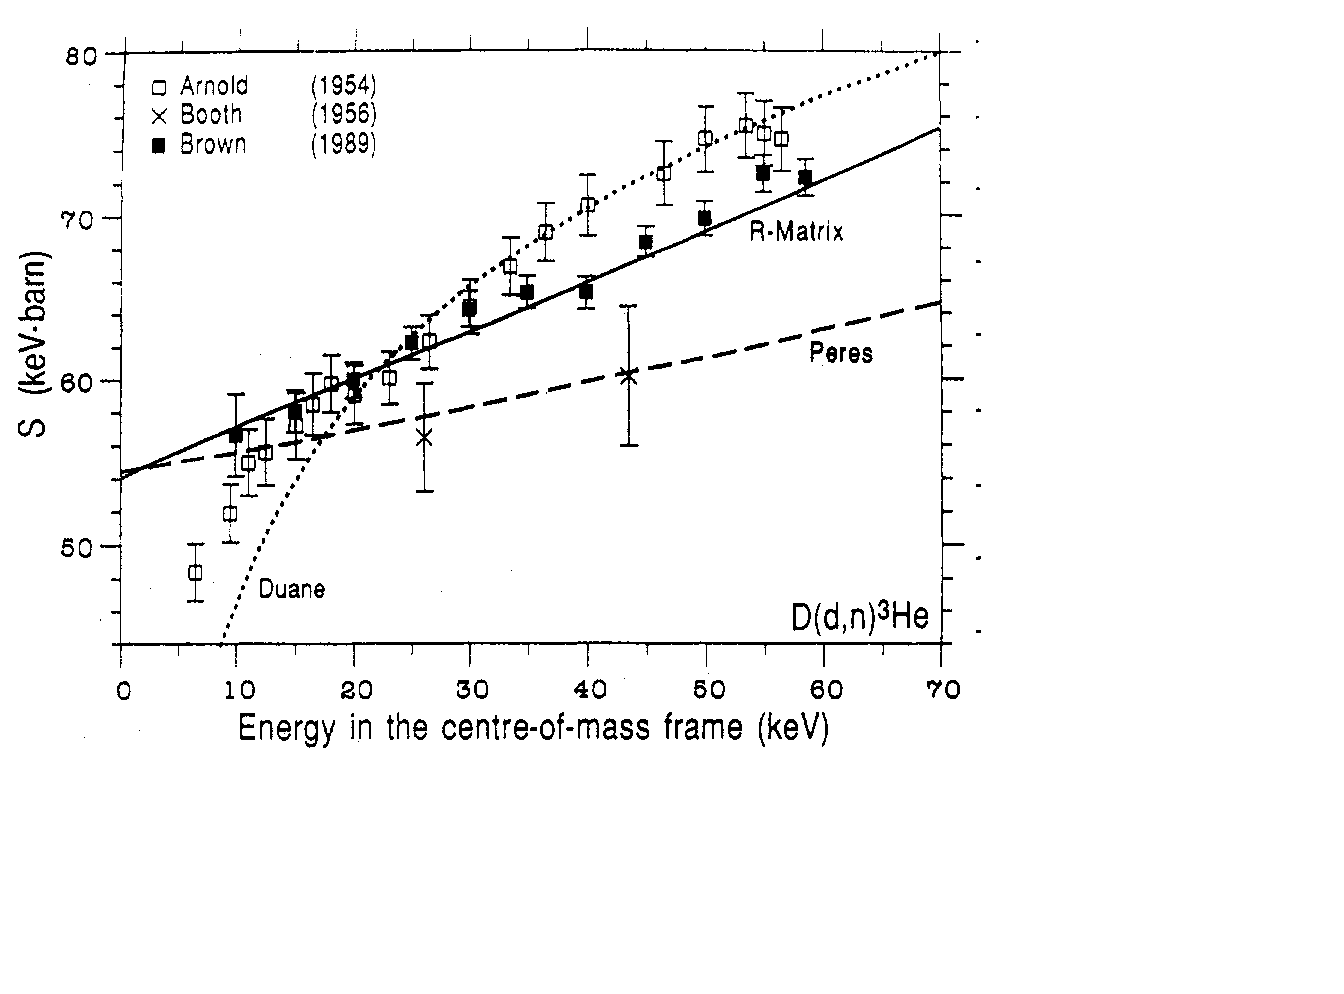 80
70
60
50
S (keV-barn)
□ Arnold (1954)
× Booth (1956)
■ Brown (1989)
R-Matrix
Peres
Duane
D(d,n)³He
0 10 20 30 40 50 60 70
Energy in the centre-of-mass frame (keV)